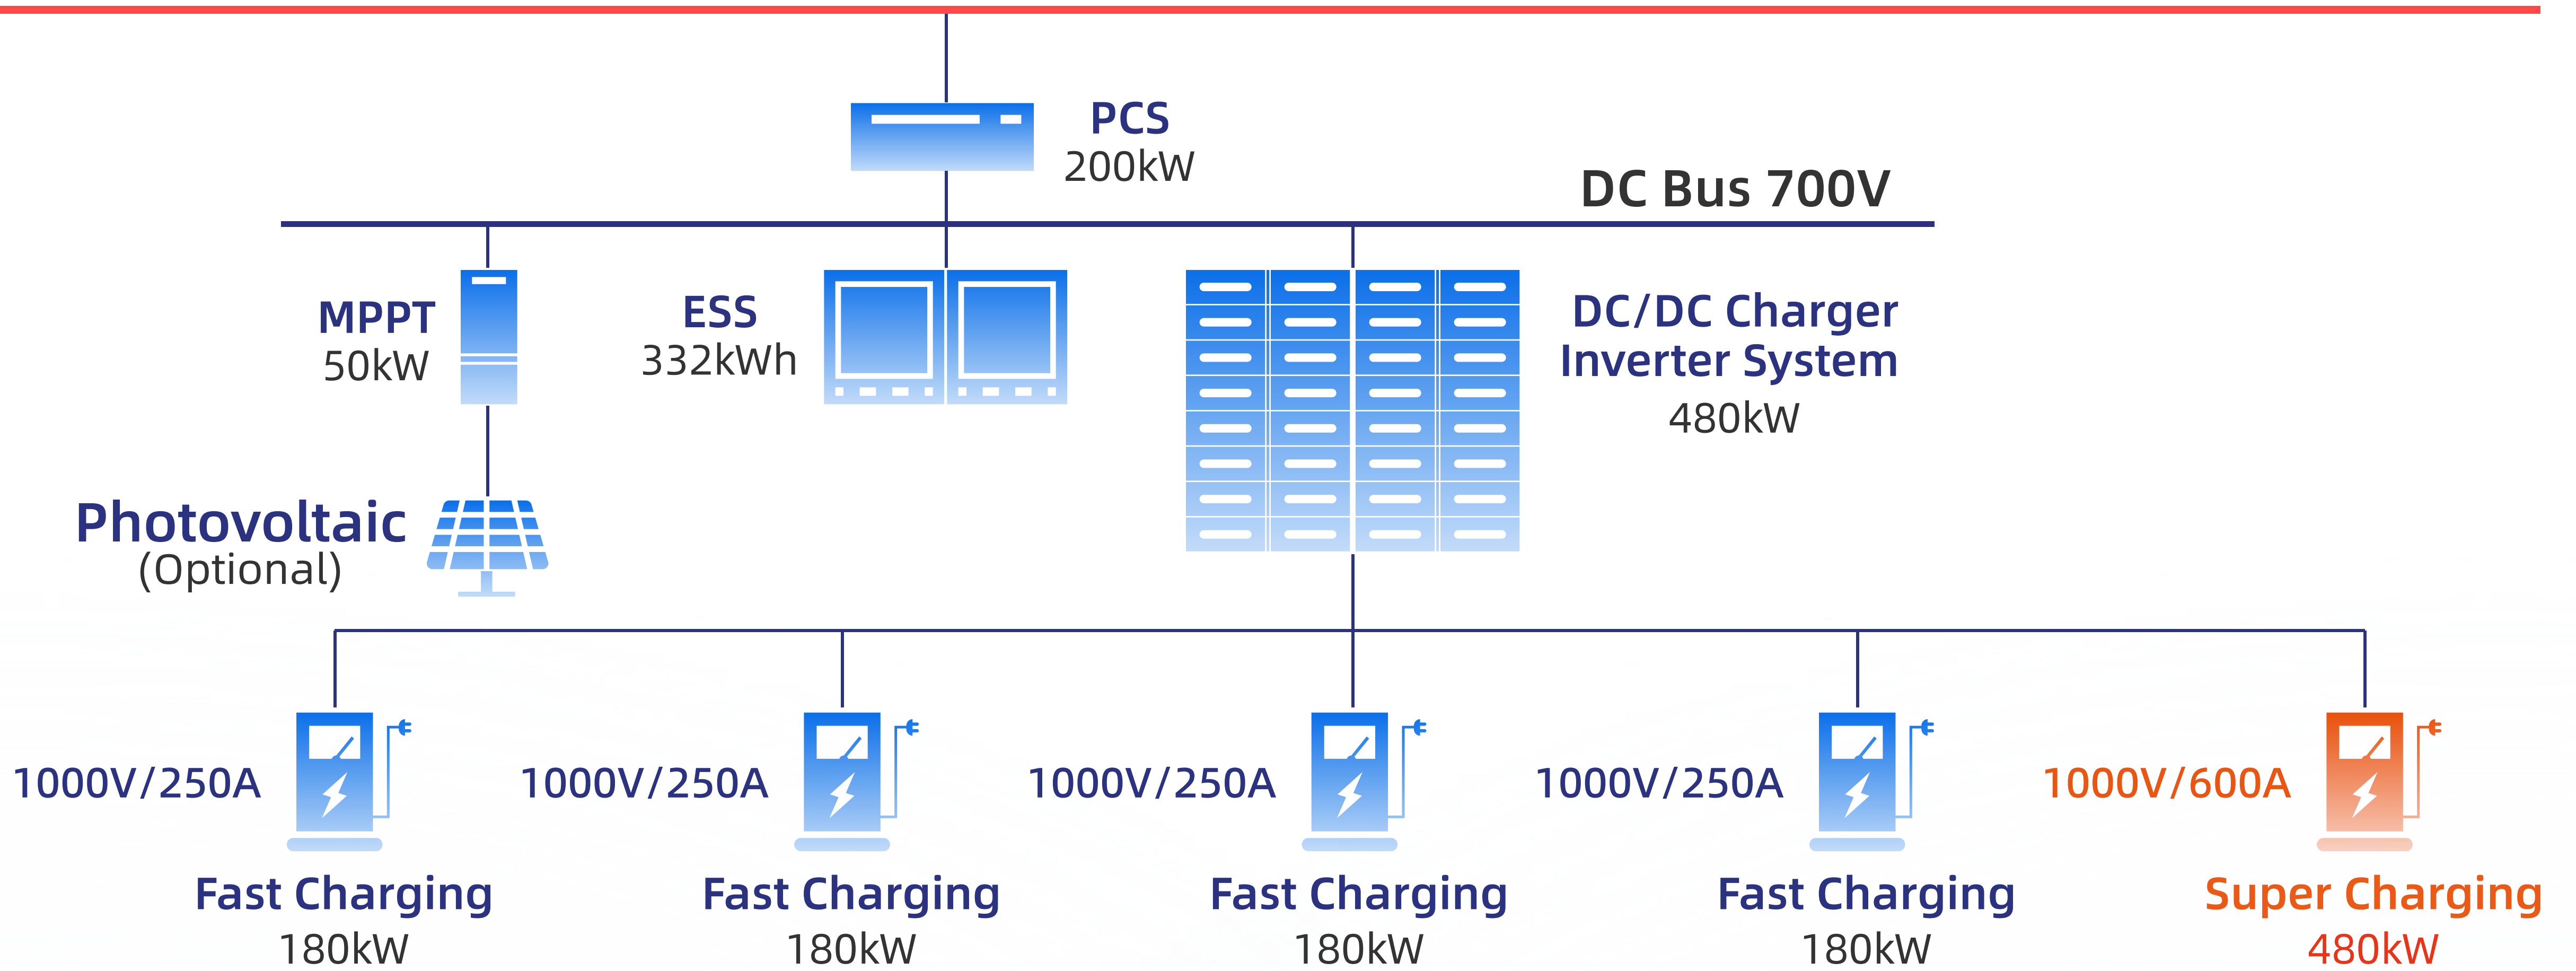 PCS
200kW
DC Bus 700V
MPPT
50kW
ESS
332kWh
DC/DC Charger
Inverter System
480kW
Photovoltaic
(Optional)
1000V/250A
1000V/250A
1000V/250A
1000V/250A
1000V/600A
Fast Charging
180kW
Fast Charging
180kW
Fast Charging
180kW
Fast Charging
180kW
Super Charging
480kW